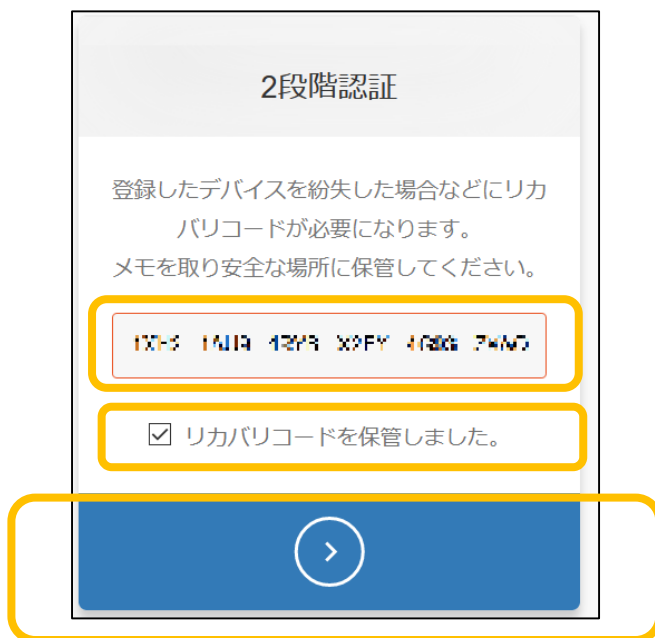 2段階認証
登録したデバイスを紛失した場合などにリカ
バリコードが必要になります。
メモを取り安全な場所に保管してください。
リカバリコードを保管しました。